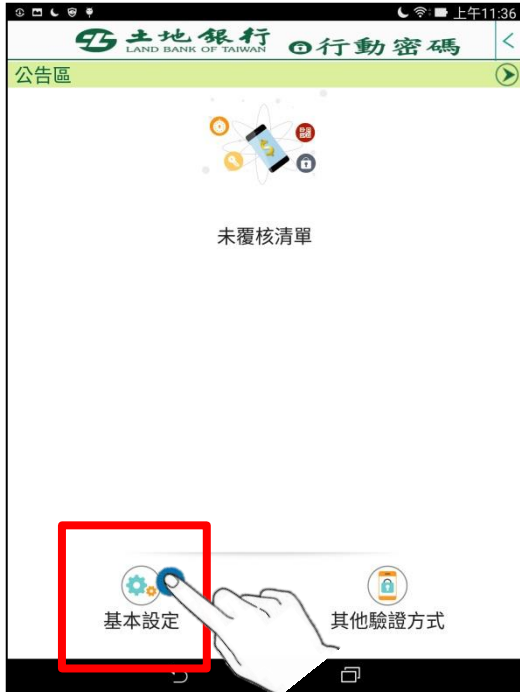 上午11:36
土地銀行 行動密碼
LAND BANK OF TAIWAN
公告區
未覆核清單
基本設定 其他驗證方式